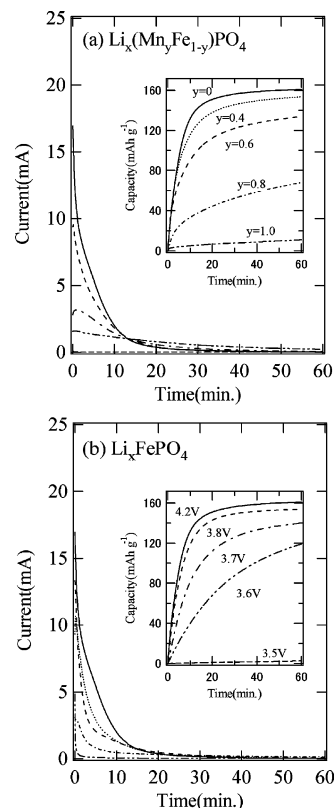 25
(a) Liₓ(MnᵧFe₁₋ᵧ)PO₄
20
15
10
5
0
Current(mA)
0 10 20 30 40 50 60
Time(min.)
160
120
80
40
0
Capacity(mAh g⁻¹)
y=0
y=0.4
y=0.6
y=0.8
y=1.0
0 20 40 60
Time(min.)
25
(b) LiₓFePO₄
20
15
10
5
0
Current(mA)
0 10 20 30 40 50 60
Time(min.)
160
120
80
40
0
Capacity(mAh g⁻¹)
4.2V
3.8V
3.7V
3.6V
3.5V
0 20 40 60
Time(min.)